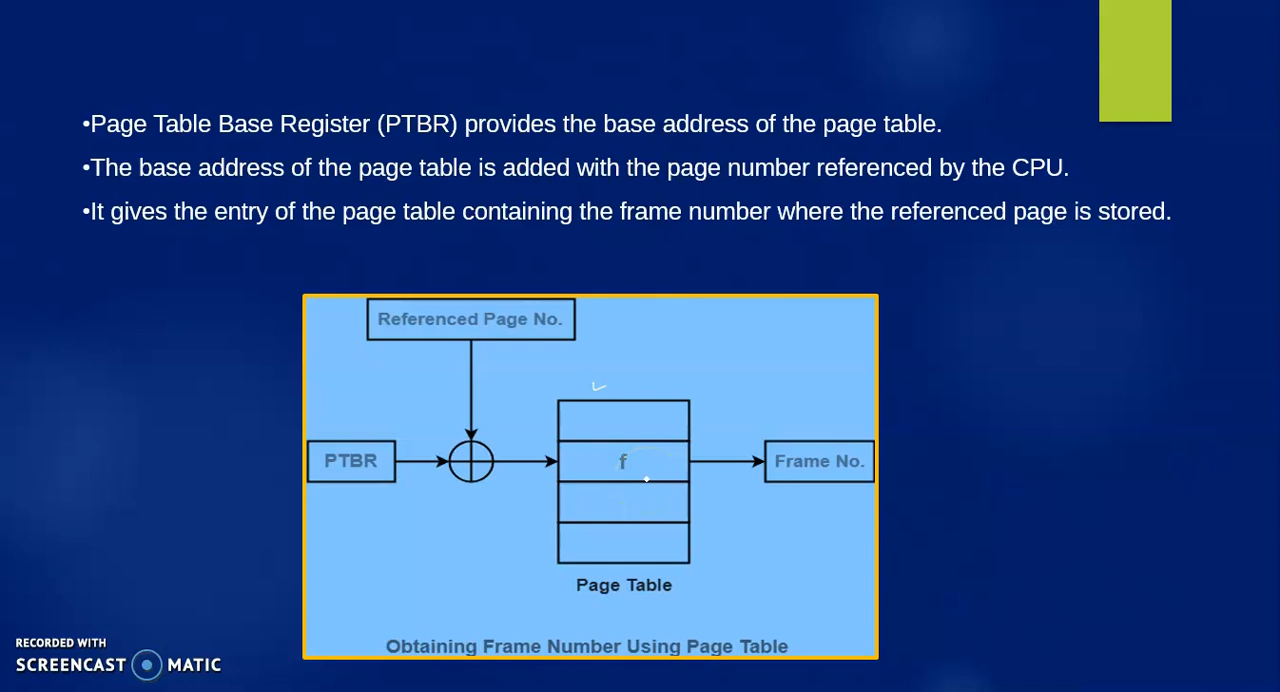 •Page Table Base Register (PTBR) provides the base address of the page table.
•The base address of the page table is added with the page number referenced by the CPU.
•It gives the entry of the page table containing the frame number where the referenced page is stored.
Referenced Page No.
PTBR
f
Frame No.
Page Table
Obtaining Frame Number Using Page Table
RECORDED WITH
SCREENCAST MATIC